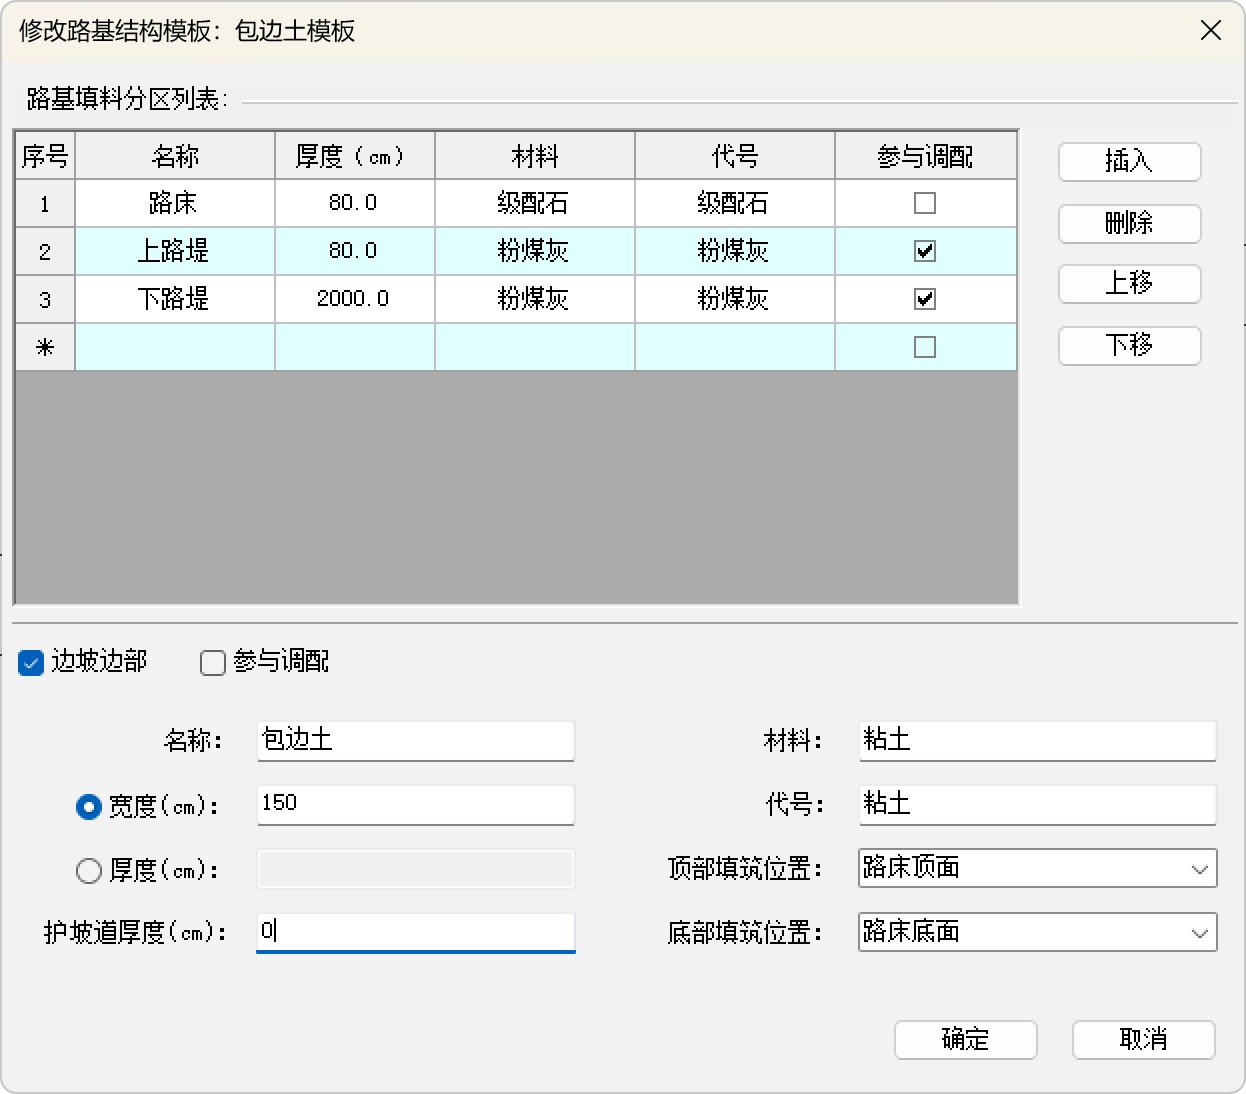 修改路基结构模板：包边土模板
路基填料分区列表：
序号 名称 厚度（cm） 材料 代号 参与调配
1 路床 80.0 级配石 级配石
2 上路堤 80.0 粉煤灰 粉煤灰
3 下路堤 2000.0 粉煤灰 粉煤灰
*
插入
删除
上移
下移
边坡边部 参与调配
名称： 包边土 材料： 粘土
宽度(cm)： 150 代号： 粘土
厚度(cm)： 顶部填筑位置： 路床顶面
护坡道厚度(cm)： 0 底部填筑位置： 路床底面
确定 取消